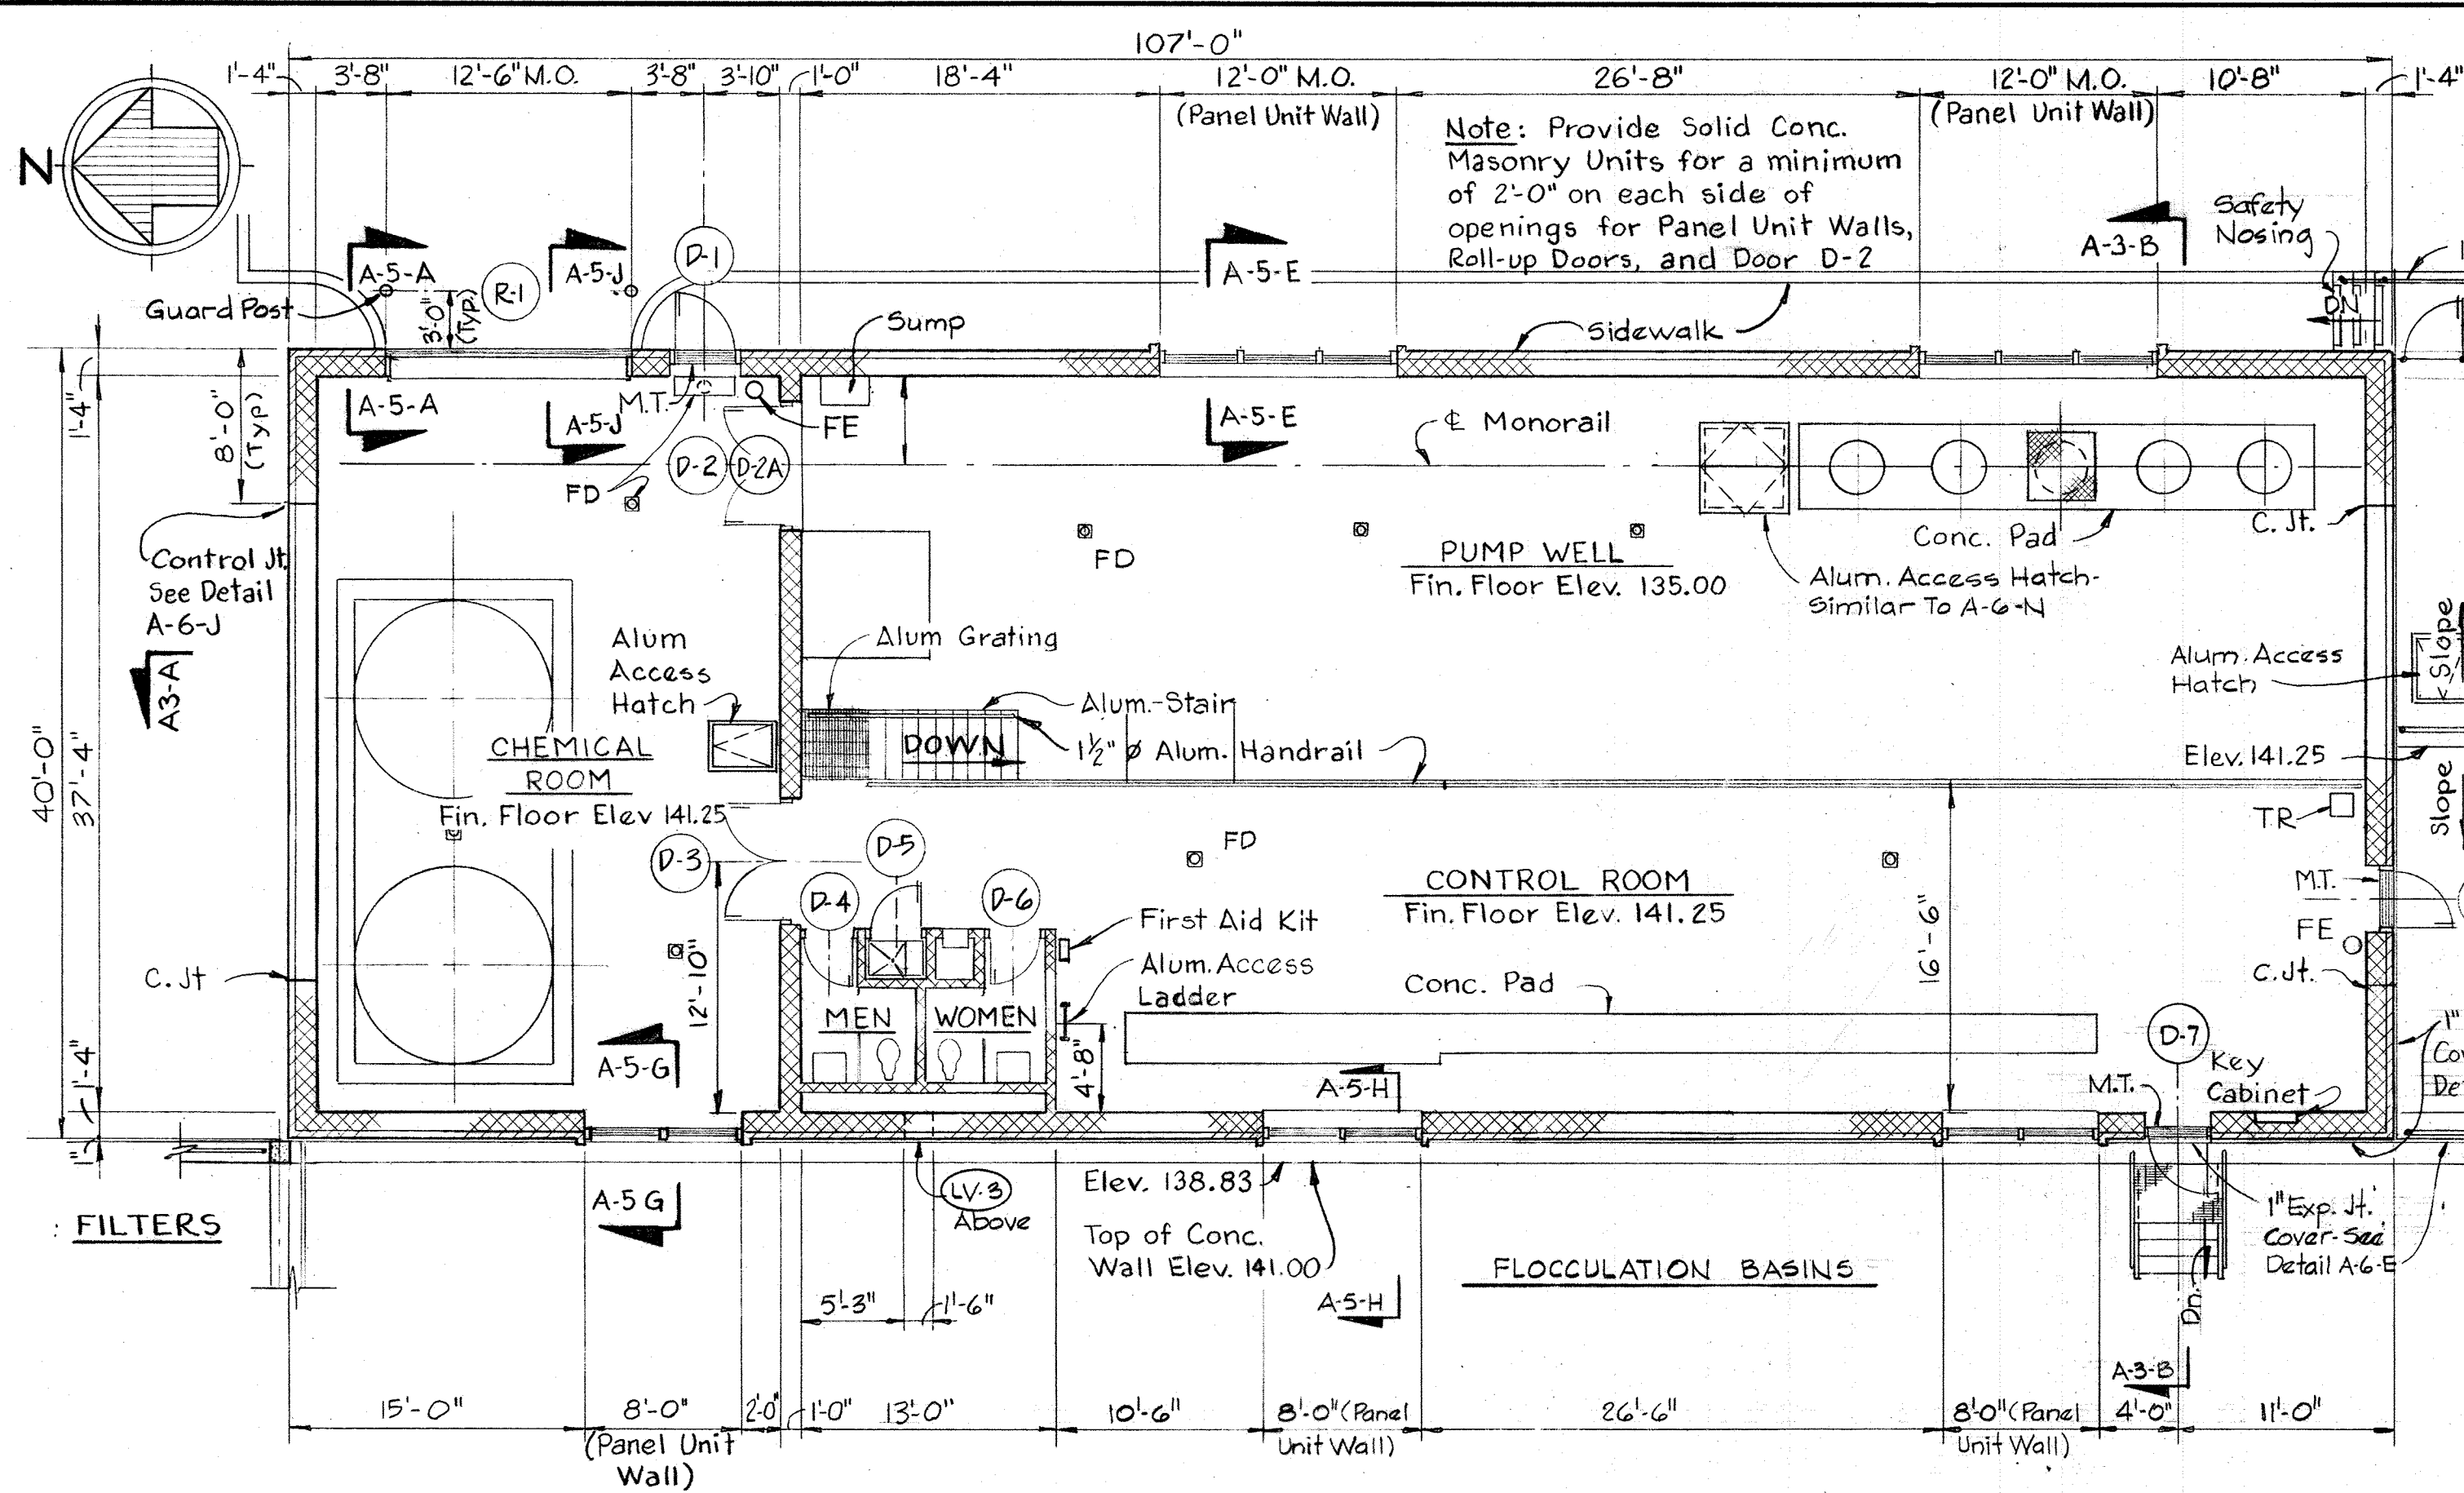 107'-0"
1'-4"
3'-8"
12'-6" M.O.
3'-8"
3'-10"
1'-0"
18'-4"
12'-0" M.O.
26'-8"
12'-0" M.O.
10'-8"
1'-4"
(Panel Unit Wall)
(Panel Unit Wall)
Note: Provide Solid Conc.
Masonry Units for a minimum
of 2'-0" on each side of
openings for Panel Unit Walls,
Roll-up Doors, and Door D-2
N
Safety
Nosing
A-5-A
R-1
A-5-J
D-1
A-5-E
A-3-B
Guard Post
3'-0"
(Typ.)
DN
Sump
Sidewalk
1'-4"
8'-0"
(Typ)
A-5-A
A-5-J
M.T.
FE
A-5-E
℄ Monorail
D-2
D-2A
FD
FD
C. Jt.
Conc. Pad
PUMP WELL
Fin. Floor Elev. 135.00
Alum. Access Hatch-
Similar To A-6-N
Control Jt.
See Detail
A-6-J
A3-A
Alum
Access
Hatch
Alum Grating
Alum.-Stair
DOWN
1½" ø Alum. Handrail
Alum. Access
Hatch
Slope
Elev. 141.25
Slope
40'-0"
37'-4"
CHEMICAL
ROOM
Fin. Floor Elev 141.25
TR
D-3
D-5
FD
CONTROL ROOM
Fin. Floor Elev. 141.25
M.T.
D-4
D-6
First Aid Kit
FE
16'-6"
C. Jt
12'-10"
Alum. Access
Ladder
Conc. Pad
C. Jt.
MEN
WOMEN
4'-8"
D-7
1"
Key
Cabinet
M.T.
A-5-G
A-5-H
1'-4"
1"
LV-3
Above
Elev. 138.83
A-5 G
FILTERS
Top of Conc.
Wall Elev. 141.00
1" Exp. Jt.
Cover-See
Detail A-6-E
FLOCCULATION BASINS
5'-3"
1'-6"
A-5-H
Dn.
A-3-B
15'-0"
8'-0"
2'-0"
1'-0"
13'-0"
10'-6"
8'-0" (Panel
Unit Wall)
26'-6"
8'-0" (Panel
Unit Wall)
4'-0"
11'-0"
(Panel Unit
Wall)